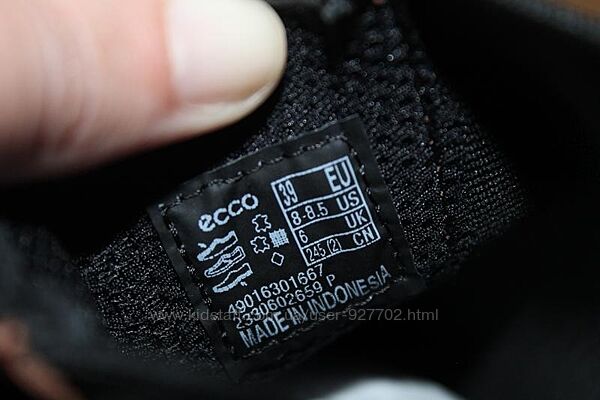 ecco
39 EU
8-8.5 US
6 UK
245 (2) CN
49016301667
2330602659 P
MADE IN INDONESIA